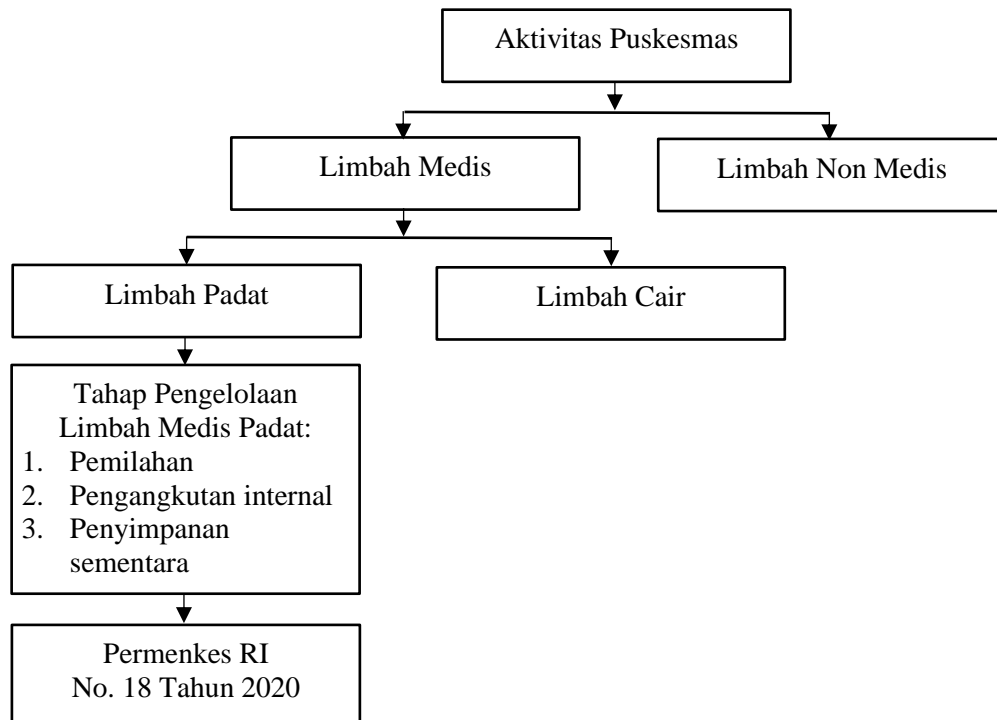 Aktivitas Puskesmas
Limbah Medis
Limbah Non Medis
Limbah Padat
Limbah Cair
Tahap Pengelolaan
Limbah Medis Padat:
1. Pemilahan
2. Pengangkutan internal
3. Penyimpanan
sementara
Permenkes RI
No. 18 Tahun 2020